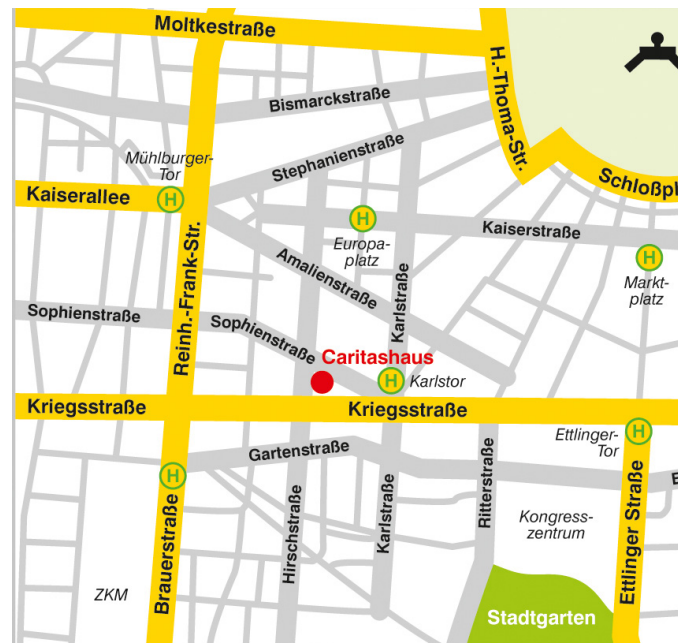 Moltkestraße
H.-Thoma-Str.
Bismarckstraße
Stephanienstraße
Mühlburger-
Tor
H
Kaiserallee
Schloßpl
H
Europa-
platz
Kaiserstraße
H
Markt-
platz
Reinh.-Frank-Str.
Amalienstraße
Karlstraße
Sophienstraße
Sophienstraße
Caritashaus
H
Karlstor
Kriegsstraße
Kriegsstraße
H
Ettlinger-
Tor
Gartenstraße
H
Brauerstraße
Hirschstraße
Karlstraße
Ritterstraße
Kongress-
zentrum
Ettlinger Straße
ZKM
Stadtgarten